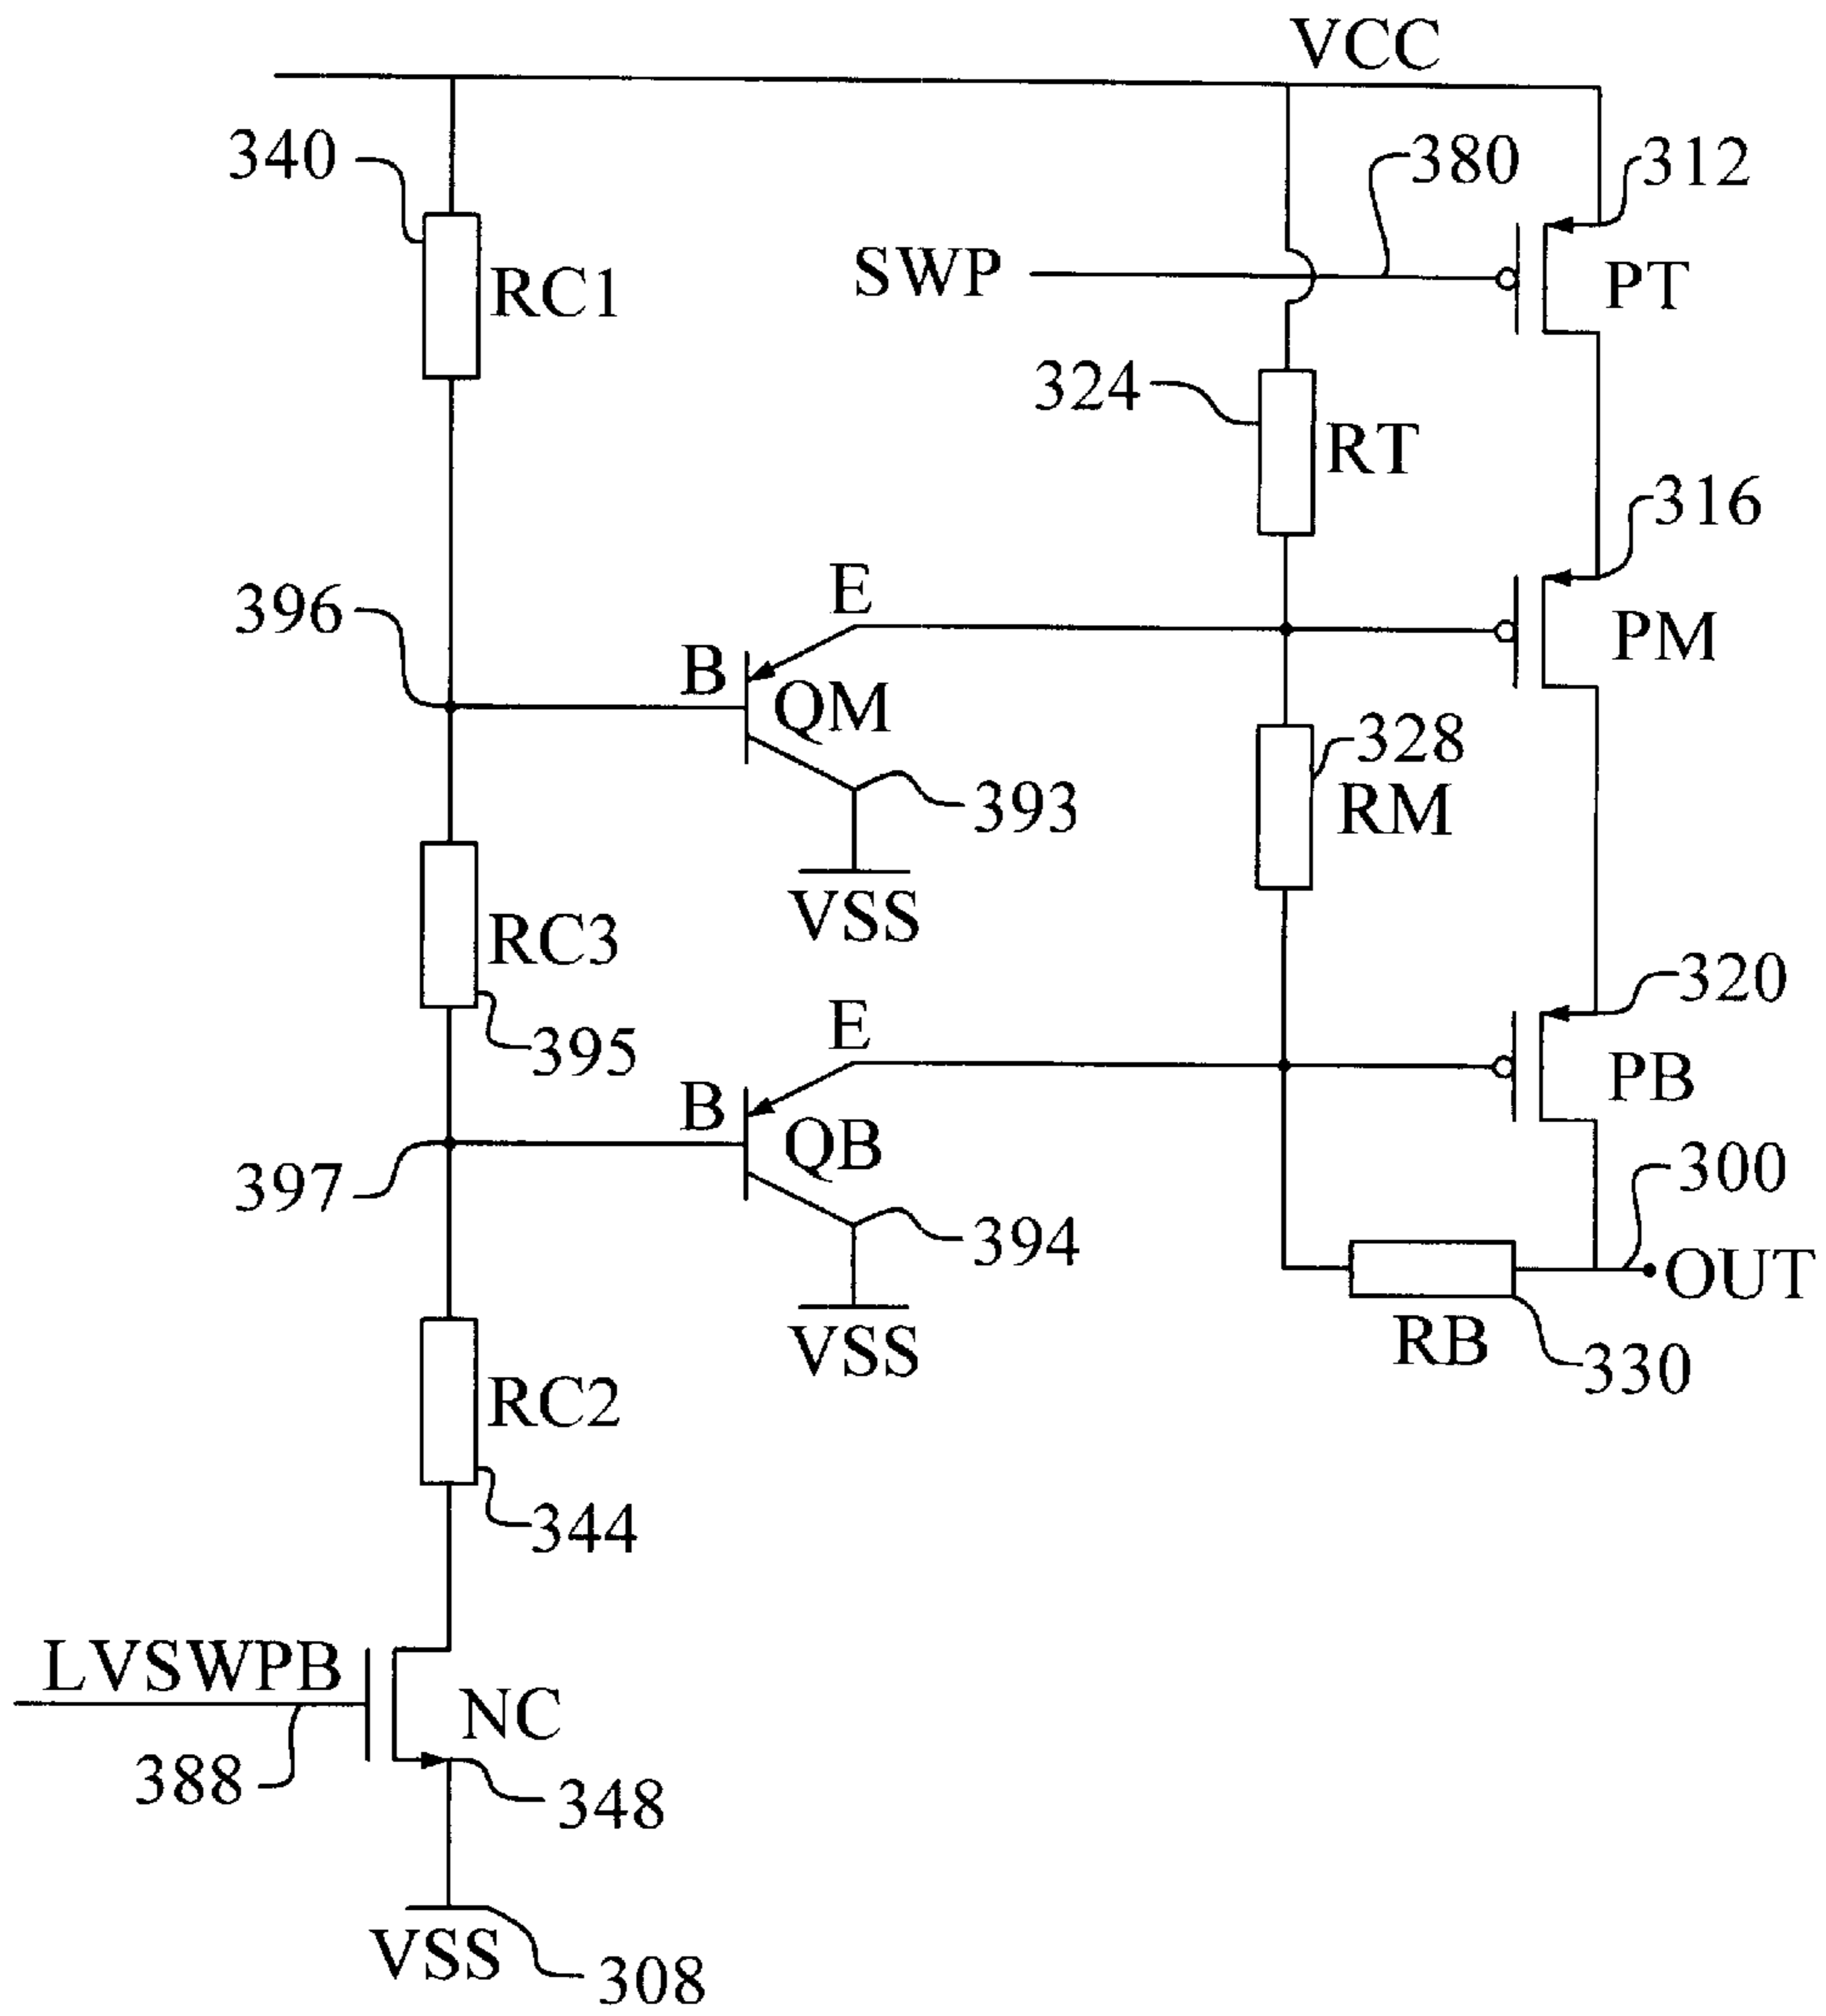 VCC
340
380
312
RC1
SWP
PT
324
RT
316
396
E
PM
B
QM
328
393
RM
VSS
RC3
320
395
E
PB
B
QB
397
300
394
OUT
VSS
RB
330
RC2
344
LVSWPB
NC
388
348
VSS
308